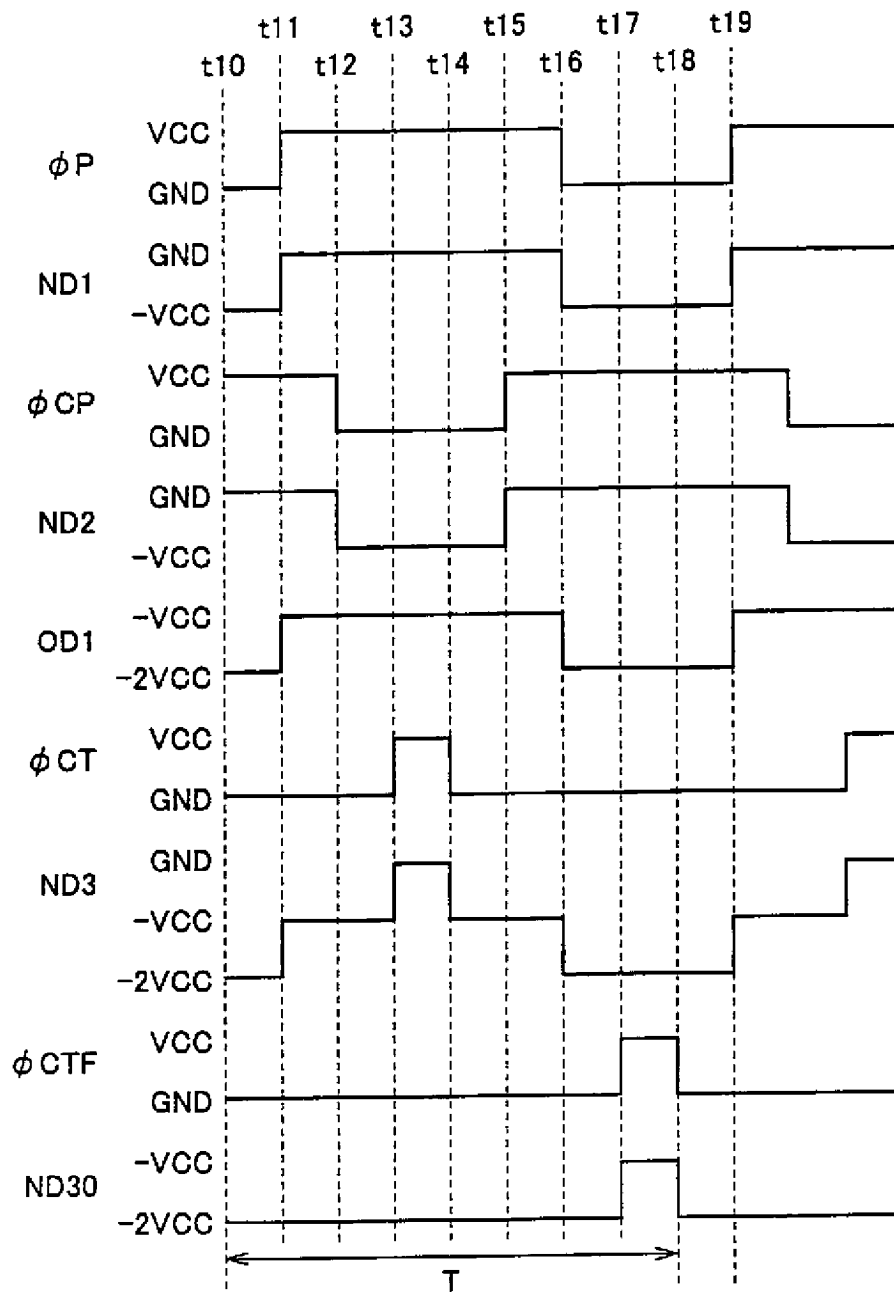 t11 t13 t15 t17 t19
t10 t12 t14 t16 t18
VCC
φP
GND
GND
ND1
-VCC
VCC
φCP
GND
GND
ND2
-VCC
-VCC
OD1
-2VCC
VCC
φCT
GND
GND
ND3
-VCC
-2VCC
VCC
φCTF
GND
-VCC
ND30
-2VCC
T